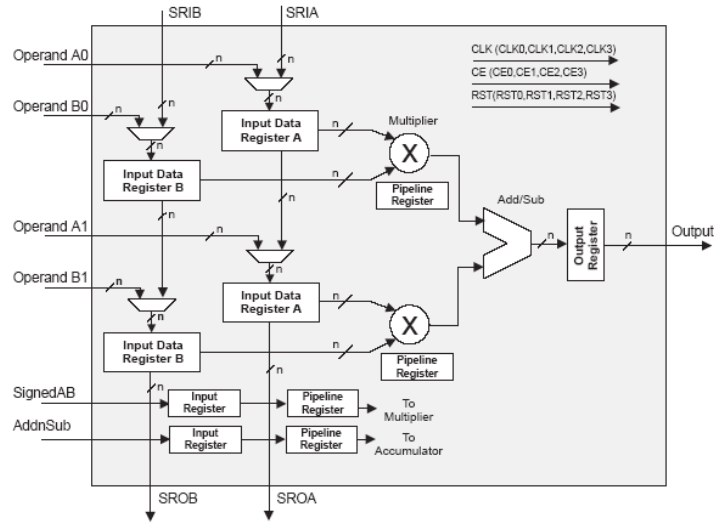 SRIB SRIA
Operand A0
n n
CLK (CLK0,CLK1,CLK2,CLK3)
CE (CE0,CE1,CE2,CE3)
RST(RST0,RST1,RST2,RST3)
Operand B0
n n
n
n
Input Data
Register A
n
Multiplier
X
Input Data
Register B
n
Pipeline
Register
Add/Sub
n
n
Operand A1
n
n
Output
Register
n
Output
Operand B1
n
n
n
Input Data
Register A
n
X
Input Data
Register B
n
Pipeline
Register
n
n
SignedAB
Input
Register
Pipeline
Register
To
Multiplier
AddnSub
Input
Register
Pipeline
Register
To
Accumulator
SROB SROA